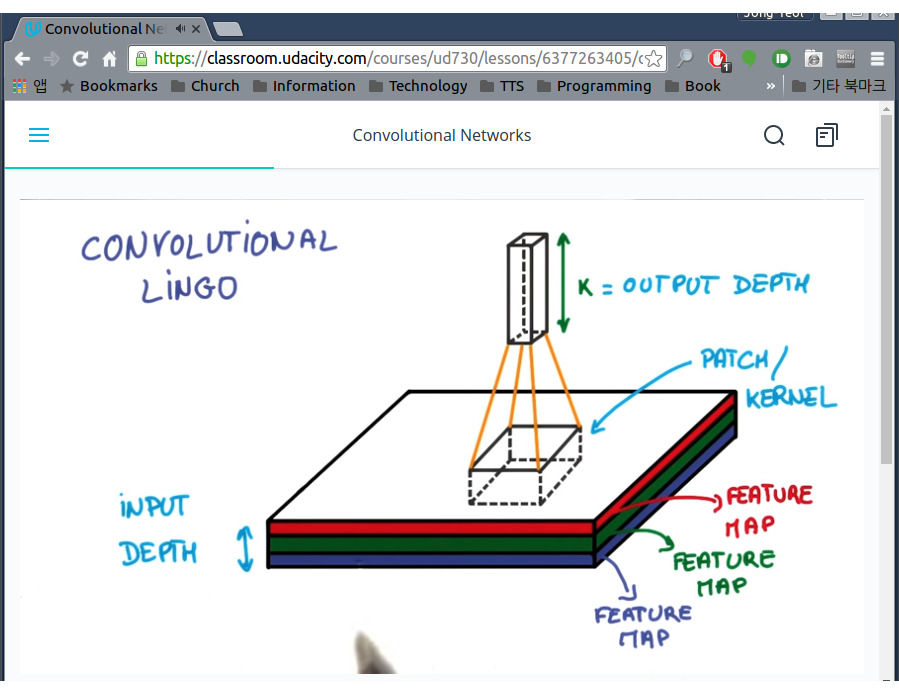 Convolutional Ne
https://classroom.udacity.com/courses/ud730/lessons/6377263405/c
1
앱
Bookmarks
Church
Information
Technology
TTS
Programming
Book
»
기타 북마크
Convolutional Networks
CONVOLUTIONAL
LINGO
K = OUTPUT DEPTH
PATCH/
KERNEL
INPUT
DEPTH
FEATURE
MAP
FEATURE
MAP
FEATURE
MAP